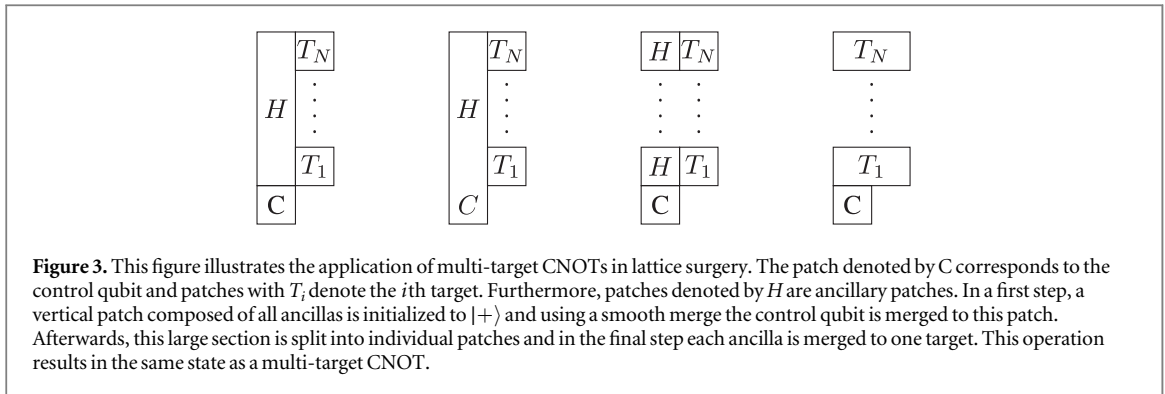 T_N T_N H T_N T_N
H H
T_1 T_1 H T_1 T_1
C C C C
Figure 3. This figure illustrates the application of multi-target CNOTs in lattice surgery. The patch denoted by C corresponds to the
control qubit and patches with T_i denote the ith target. Furthermore, patches denoted by H are ancillary patches. In a first step, a
vertical patch composed of all ancillas is initialized to |+⟩ and using a smooth merge the control qubit is merged to this patch.
Afterwards, this large section is split into individual patches and in the final step each ancilla is merged to one target. This operation
results in the same state as a multi-target CNOT.